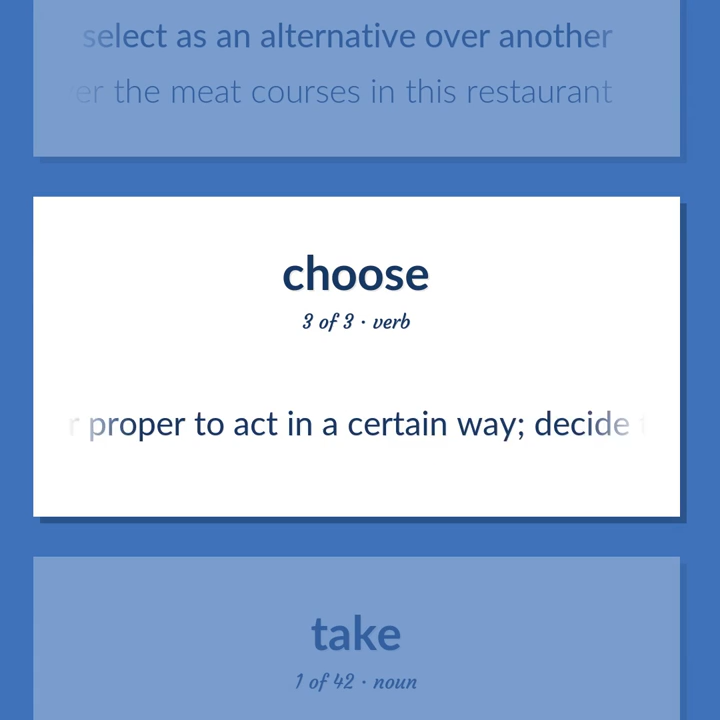 select as an alternative over another
the meat courses in this restaurant
choose
3 of 3 · verb
proper to act in a certain way; decide
take
1 of 42 · noun